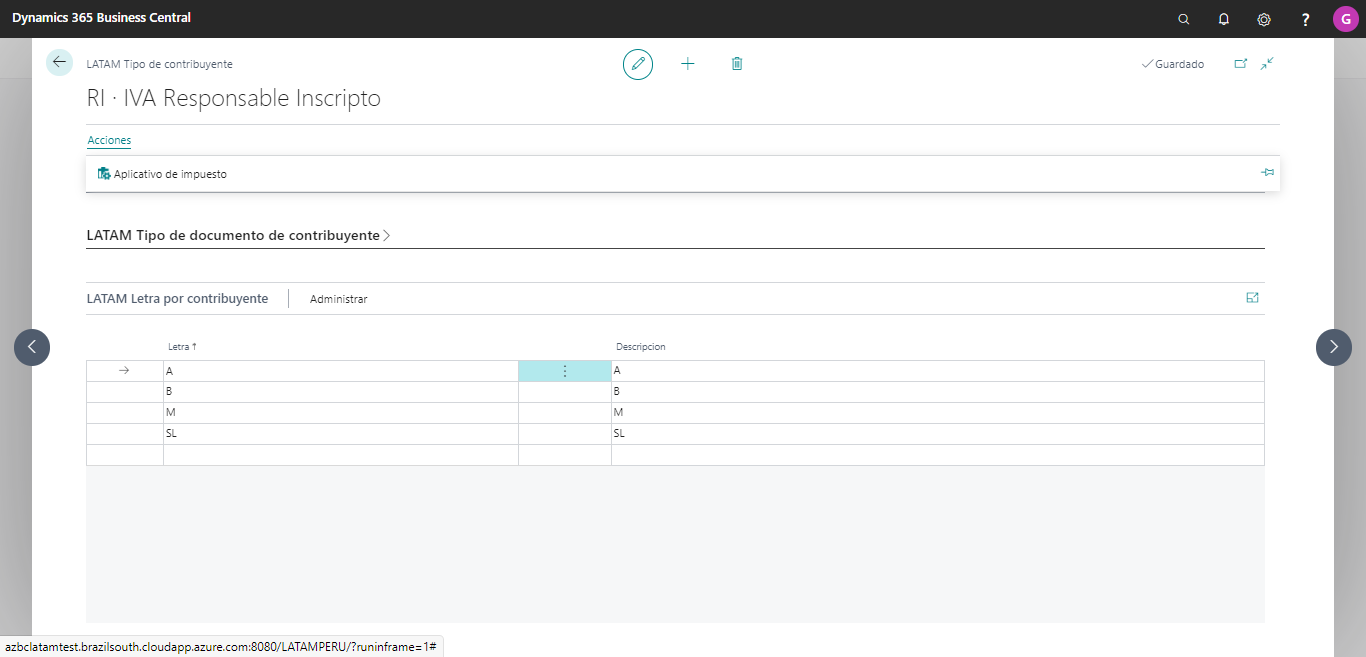 Dynamics 365 Business Central
?
G
LATAM Tipo de contribuyente
Guardado
RI · IVA Responsable Inscripto
Acciones
Aplicativo de impuesto
LATAM Tipo de documento de contribuyente
LATAM Letra por contribuyente
Administrar
Letra ↑ Descripcion
A A
B B
M M
SL SL
azbclatamtest.brazilsouth.cloudapp.azure.com:8080/LATAMPERU/?runinframe=1#